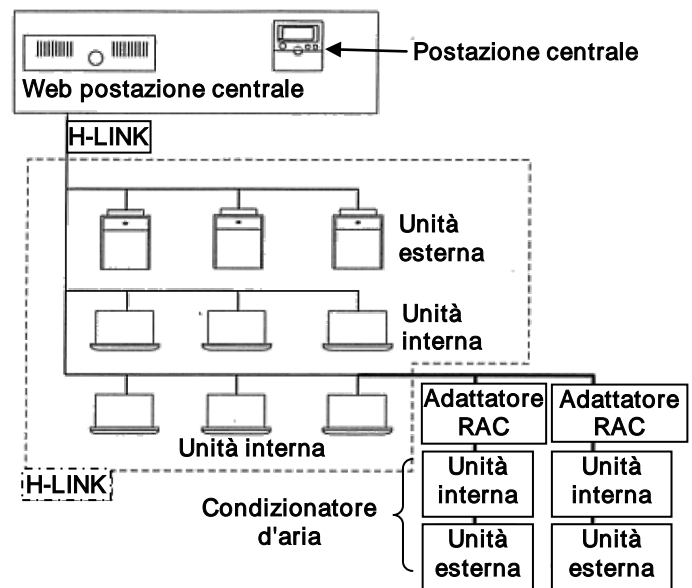 Postazione centrale
Web postazione centrale
H-LINK
Unità
esterna
Unità
interna
Adattatore
RAC
Adattatore
RAC
Unità interna
H-LINK
Unità
interna
Unità
interna
Condizionatore
d'aria
Unità
esterna
Unità
esterna